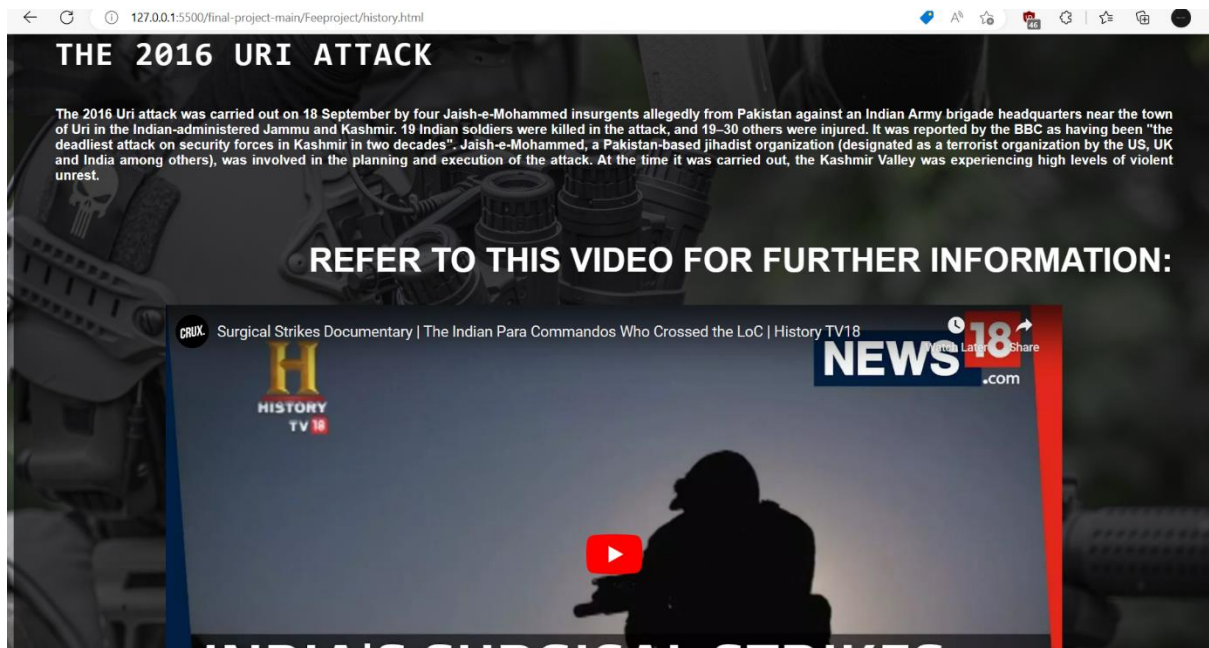 127.0.0.1:5500/final-project-main/Feeproject/history.html
46
THE 2016 URI ATTACK
The 2016 Uri attack was carried out on 18 September by four Jaish-e-Mohammed insurgents allegedly from Pakistan against an Indian Army brigade headquarters near the town
of Uri in the Indian-administered Jammu and Kashmir. 19 Indian soldiers were killed in the attack, and 19–30 others were injured. It was reported by the BBC as having been "the
deadliest attack on security forces in Kashmir in two decades". Jaish-e-Mohammed, a Pakistan-based jihadist organization (designated as a terrorist organization by the US, UK
and India among others), was involved in the planning and execution of the attack. At the time it was carried out, the Kashmir Valley was experiencing high levels of violent
unrest.
REFER TO THIS VIDEO FOR FURTHER INFORMATION:
CRUX.
Surgical Strikes Documentary | The Indian Para Commandos Who Crossed the LoC | History TV18
Watch Later
Share
NEWS 18
.com
H
HISTORY
TV 18
INDIA'S SURGICAL STRIKES